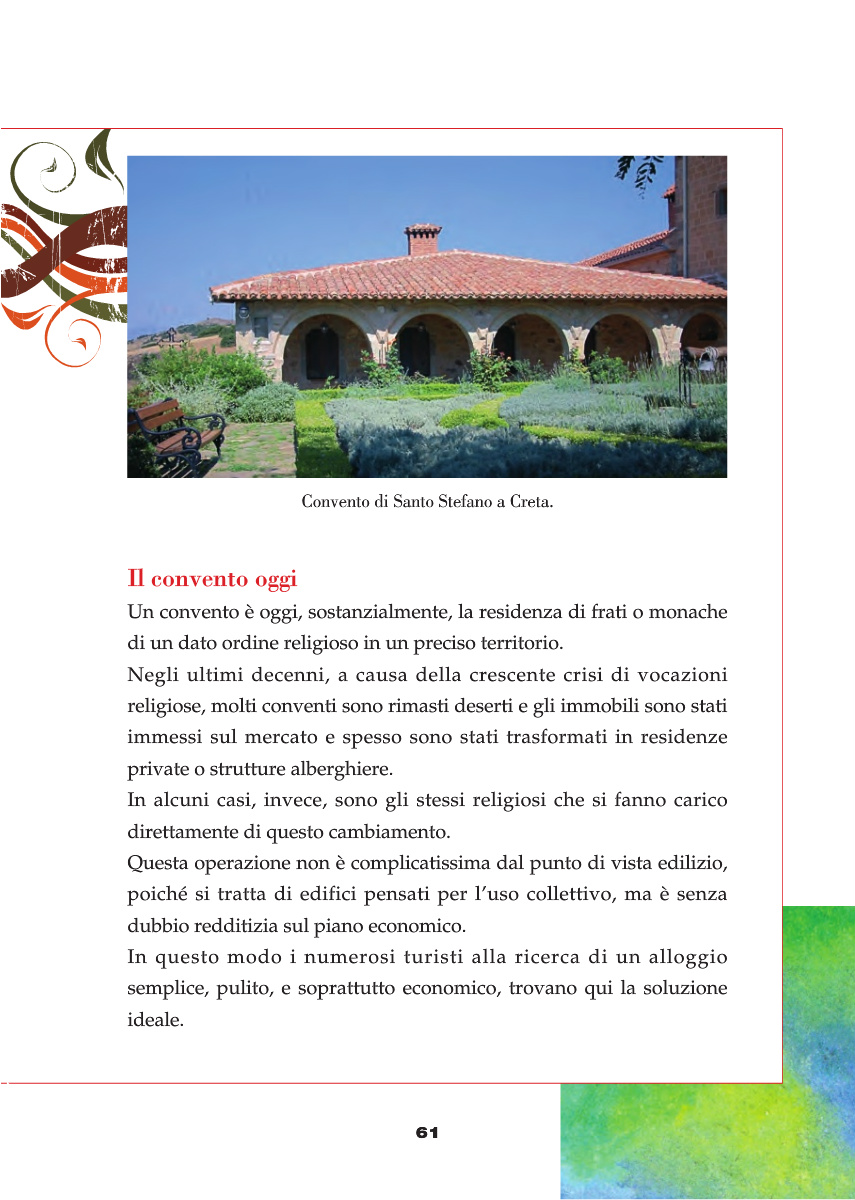 Convento di Santo Stefano a Creta.
Il convento oggi
Un convento è oggi, sostanzialmente, la residenza di frati o monache
di un dato ordine religioso in un preciso territorio.
Negli ultimi decenni, a causa della crescente crisi di vocazioni
religiose, molti conventi sono rimasti deserti e gli immobili sono stati
immessi sul mercato e spesso sono stati trasformati in residenze
private o strutture alberghiere.
In alcuni casi, invece, sono gli stessi religiosi che si fanno carico
direttamente di questo cambiamento.
Questa operazione non è complicatissima dal punto di vista edilizio,
poiché si tratta di edifici pensati per l'uso collettivo, ma è senza
dubbio redditizia sul piano economico.
In questo modo i numerosi turisti alla ricerca di un alloggio
semplice, pulito, e soprattutto economico, trovano qui la soluzione
ideale.
61